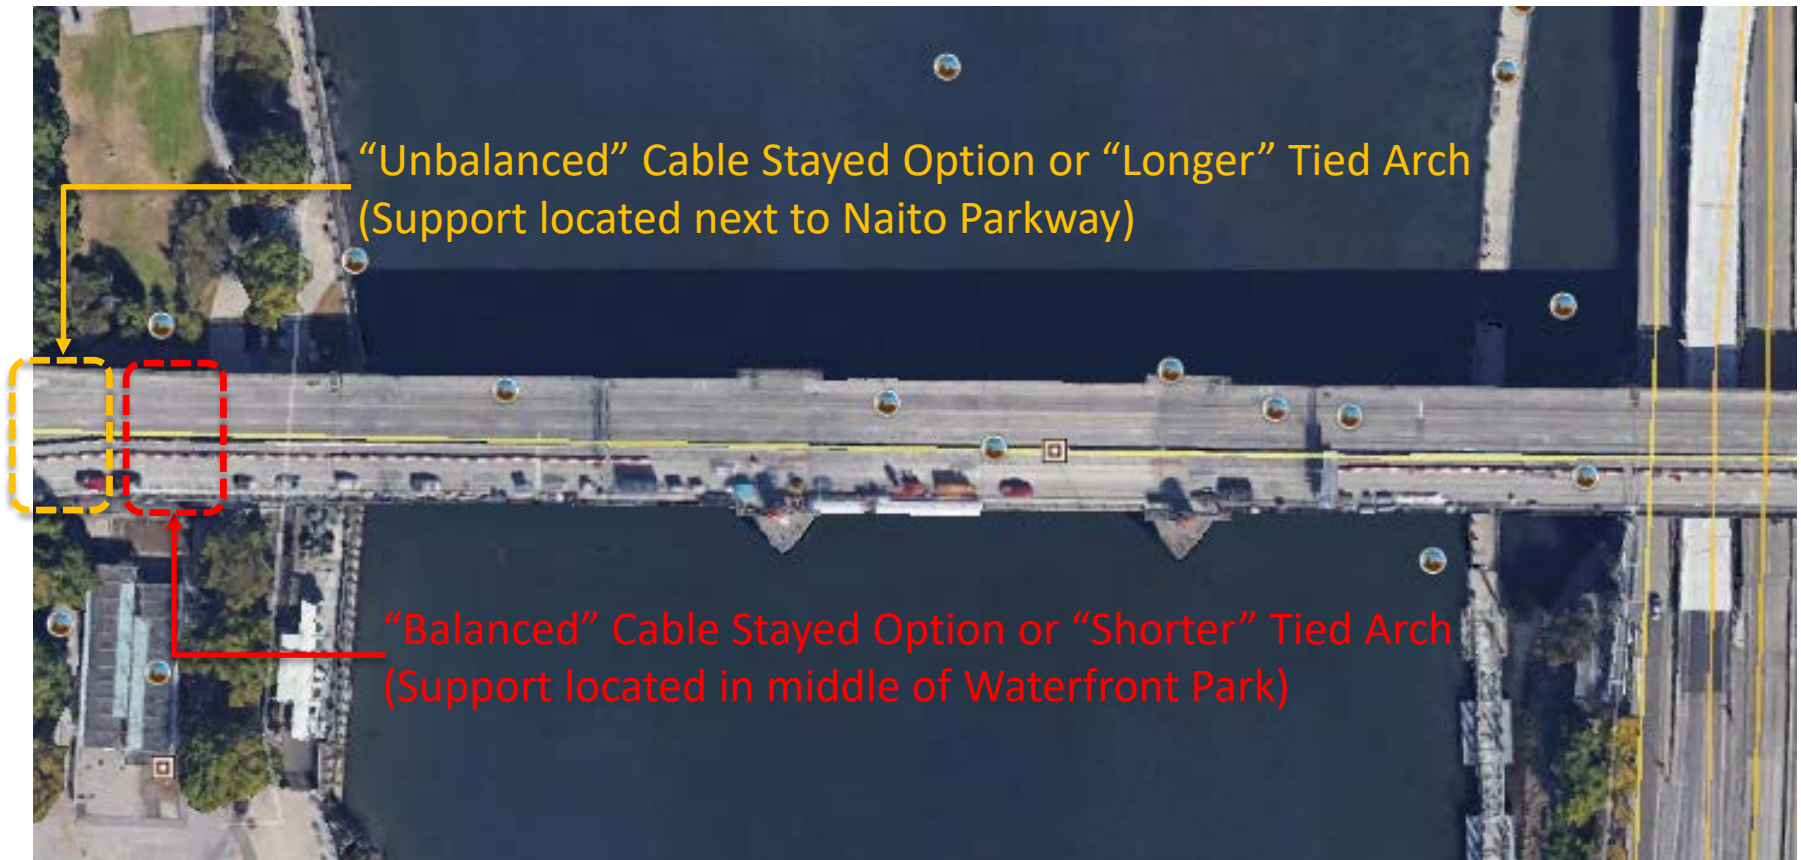 “Unbalanced” Cable Stayed Option or “Longer” Tied Arch
(Support located next to Naito Parkway)
“Balanced” Cable Stayed Option or “Shorter” Tied Arch
(Support located in middle of Waterfront Park)